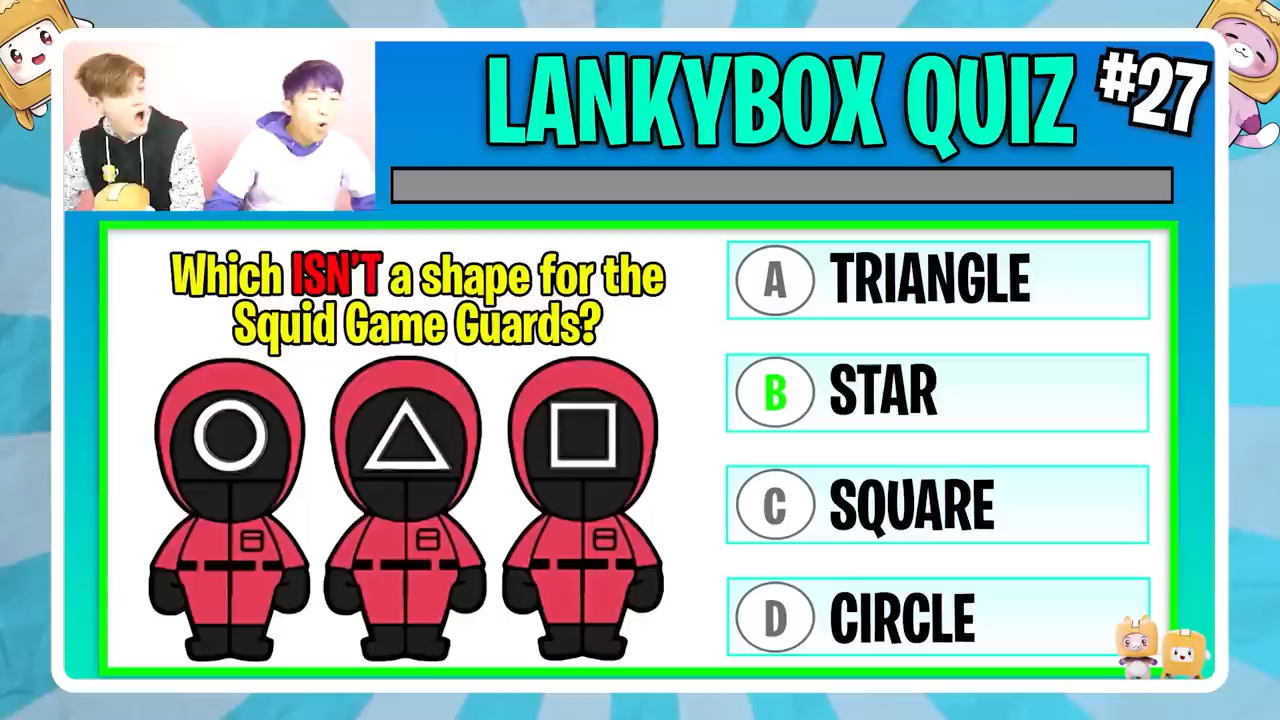 LANKYBOX QUIZ #27
Which ISN'T a shape for the
Squid Game Guards?
A TRIANGLE
B STAR
C SQUARE
D CIRCLE